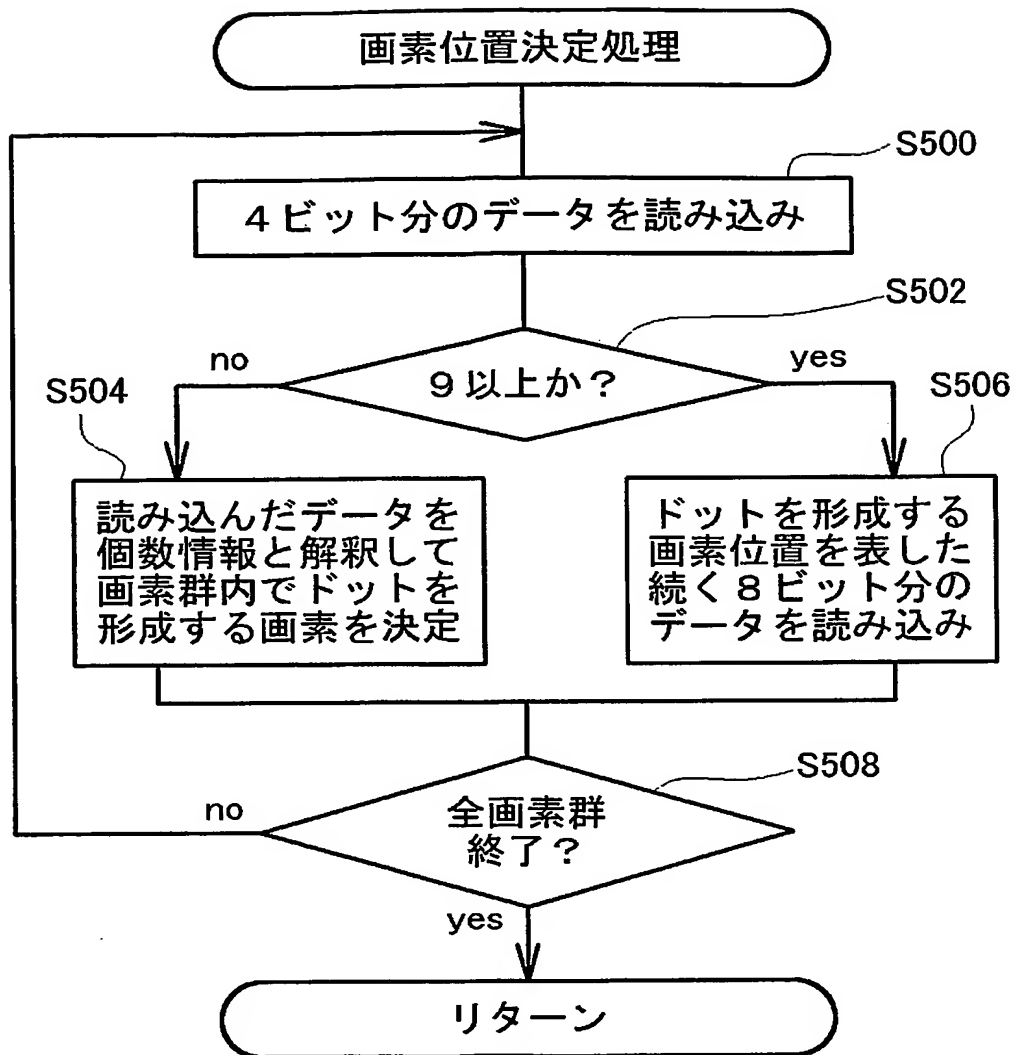 画素位置決定処理
S500
４ビット分のデータを読み込み
S502
no
９以上か？
yes
S504
S506
読み込んだデータを
個数情報と解釈して
画素群内でドットを
形成する画素を決定
ドットを形成する
画素位置を表した
続く８ビット分の
データを読み込み
S508
no
全画素群
終了？
yes
リターン